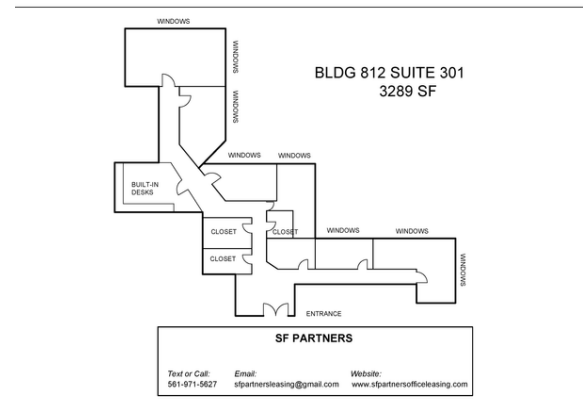 WINDOWS
WINDOWS
BLDG 812 SUITE 301
3289 SF
WINDOWS
WINDOWS WINDOWS
BUILT-IN
DESKS
CLOSET CLOSET
WINDOWS WINDOWS
CLOSET
WINDOWS
ENTRANCE
SF PARTNERS
Text or Call: Email: Website:
561-971-5627 sfpartnersleasing@gmail.com www.sfpartnersofficeleasing.com